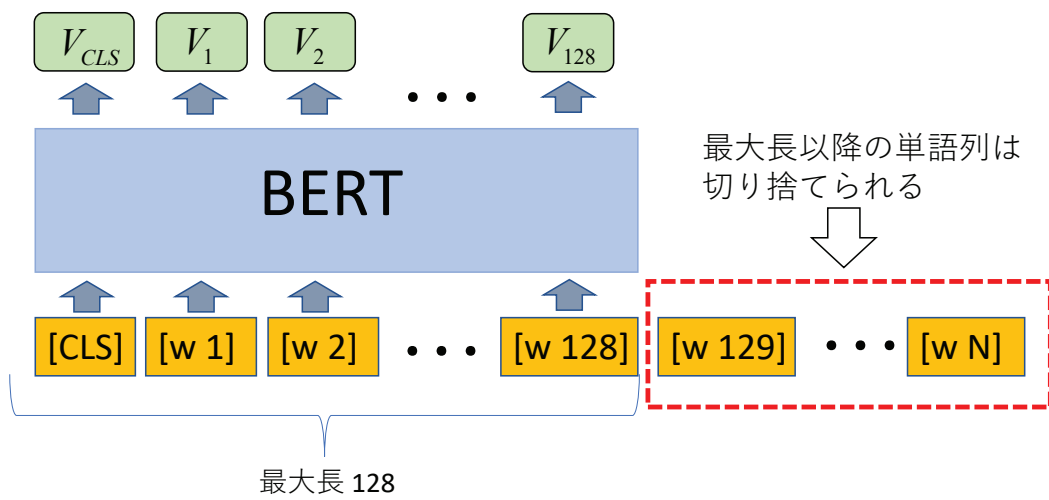 V_CLS V_1 V_2 ・・・ V_128
最大長以降の単語列は
切り捨てられる
BERT
[CLS] [w 1] [w 2] ・・・ [w 128] [w 129] ・・・ [w N]
最大長 128